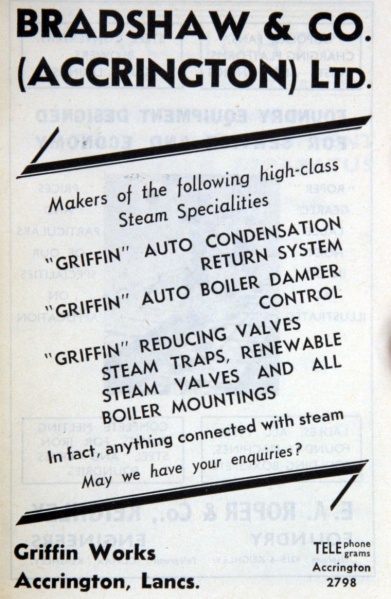 BRADSHAW & CO.
(ACCRINGTON) LTD.
Makers of the following high-class
Steam Specialities
"GRIFFIN" AUTO CONDENSATION
RETURN SYSTEM
"GRIFFIN" AUTO BOILER DAMPER
CONTROL
"GRIFFIN" REDUCING VALVES
STEAM TRAPS, RENEWABLE
STEAM VALVES AND ALL
BOILER MOUNTINGS
In fact, anything connected with steam
May we have your enquiries?
Griffin Works
Accrington, Lancs.
TELE phone
grams
Accrington
2798